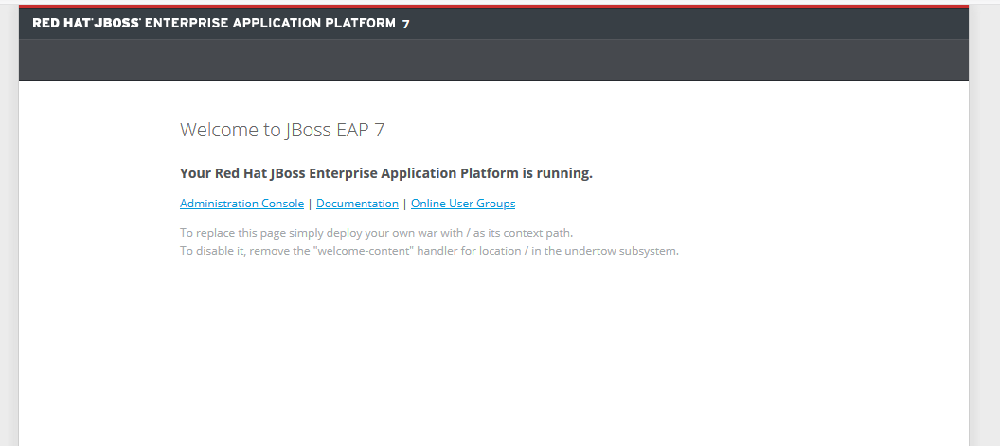 RED HAT® JBOSS® ENTERPRISE APPLICATION PLATFORM 7
Welcome to JBoss EAP 7
Your Red Hat JBoss Enterprise Application Platform is running.
Administration Console | Documentation | Online User Groups
To replace this page simply deploy your own war with / as its context path.
To disable it, remove the "welcome-content" handler for location / in the undertow subsystem.